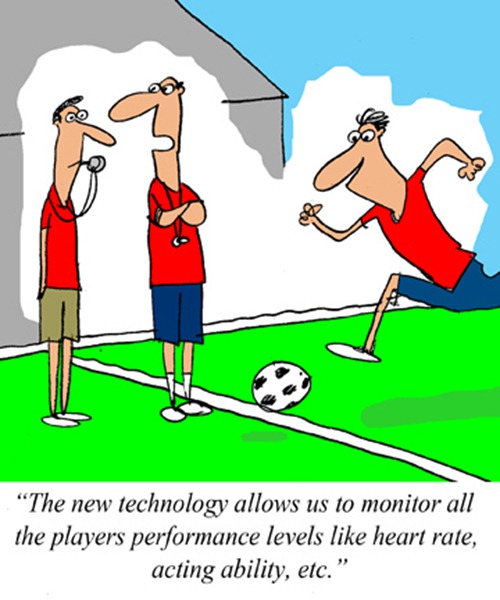 “The new technology allows us to monitor all
the players performance levels like heart rate,
acting ability, etc.”